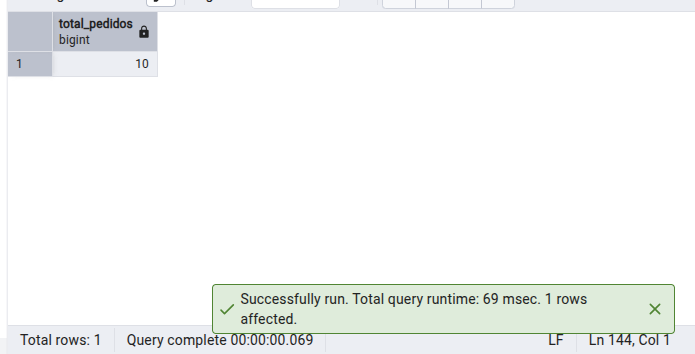 total_pedidos
bigint
1 10
Successfully run. Total query runtime: 69 msec. 1 rows
affected.
Total rows: 1 Query complete 00:00:00.069 LF Ln 144, Col 1